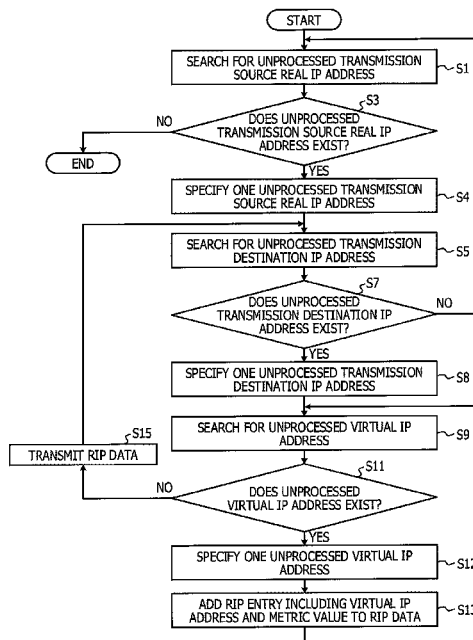 START
SEARCH FOR UNPROCESSED TRANSMISSION
SOURCE REAL IP ADDRESS
S1
S3
NO
DOES UNPROCESSED
TRANSMISSION SOURCE REAL IP
ADDRESS EXIST?
END
YES
SPECIFY ONE UNPROCESSED TRANSMISSION
SOURCE REAL IP ADDRESS
S4
SEARCH FOR UNPROCESSED TRANSMISSION
DESTINATION IP ADDRESS
S5
S7
DOES UNPROCESSED
TRANSMISSION DESTINATION IP
ADDRESS EXIST?
NO
YES
SPECIFY ONE UNPROCESSED TRANSMISSION
DESTINATION IP ADDRESS
S8
SEARCH FOR UNPROCESSED VIRTUAL IP
ADDRESS
S9
S15
TRANSMIT RIP DATA
S11
NO
DOES UNPROCESSED
VIRTUAL IP ADDRESS EXIST?
YES
SPECIFY ONE UNPROCESSED VIRTUAL IP
ADDRESS
S12
ADD RIP ENTRY INCLUDING VIRTUAL IP
ADDRESS AND METRIC VALUE TO RIP DATA
S13